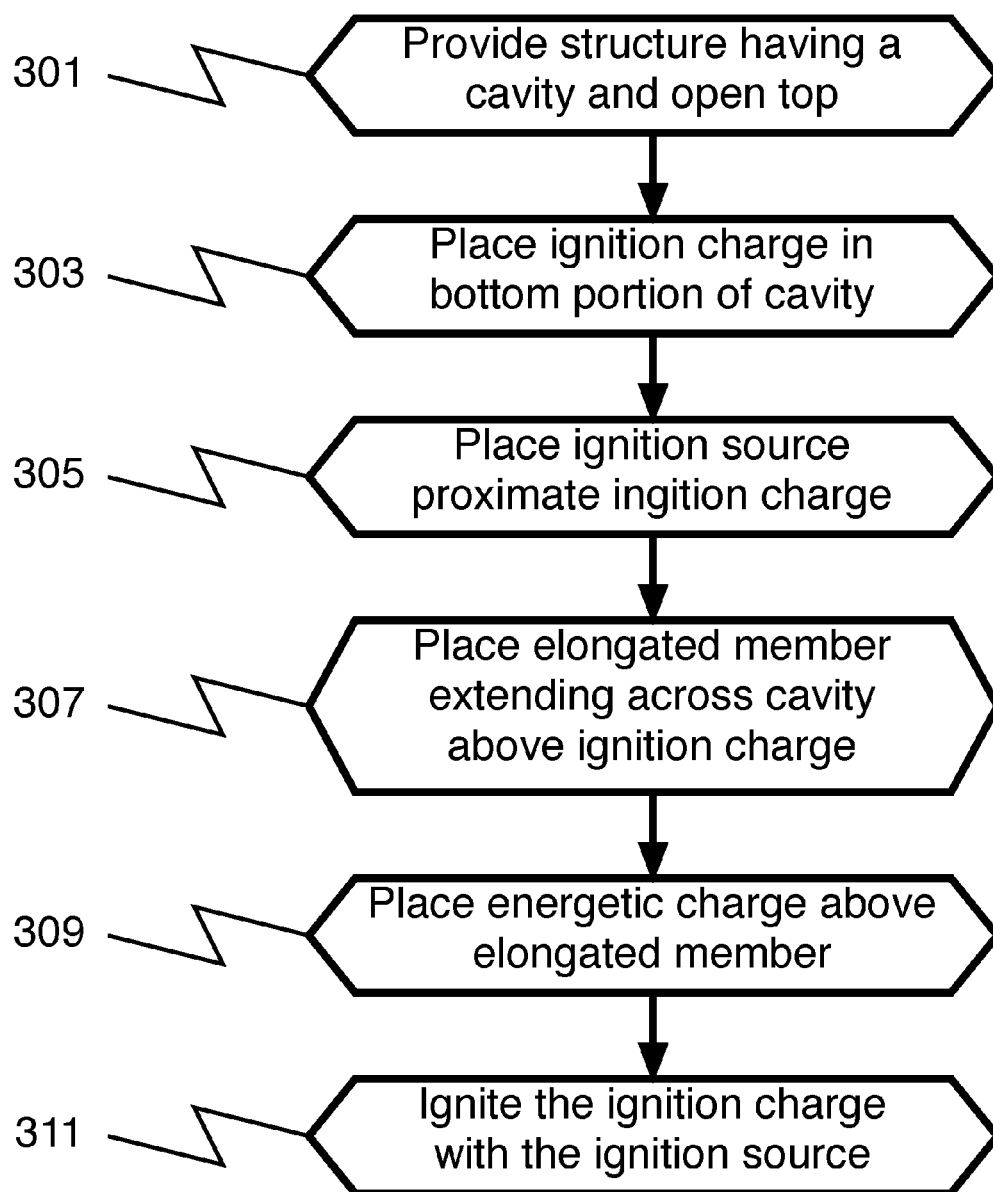 301
Provide structure having a
cavity and open top
303
Place ignition charge in
bottom portion of cavity
305
Place ignition source
proximate ingition charge
307
Place elongated member
extending across cavity
above ignition charge
309
Place energetic charge above
elongated member
311
Ignite the ignition charge
with the ignition source